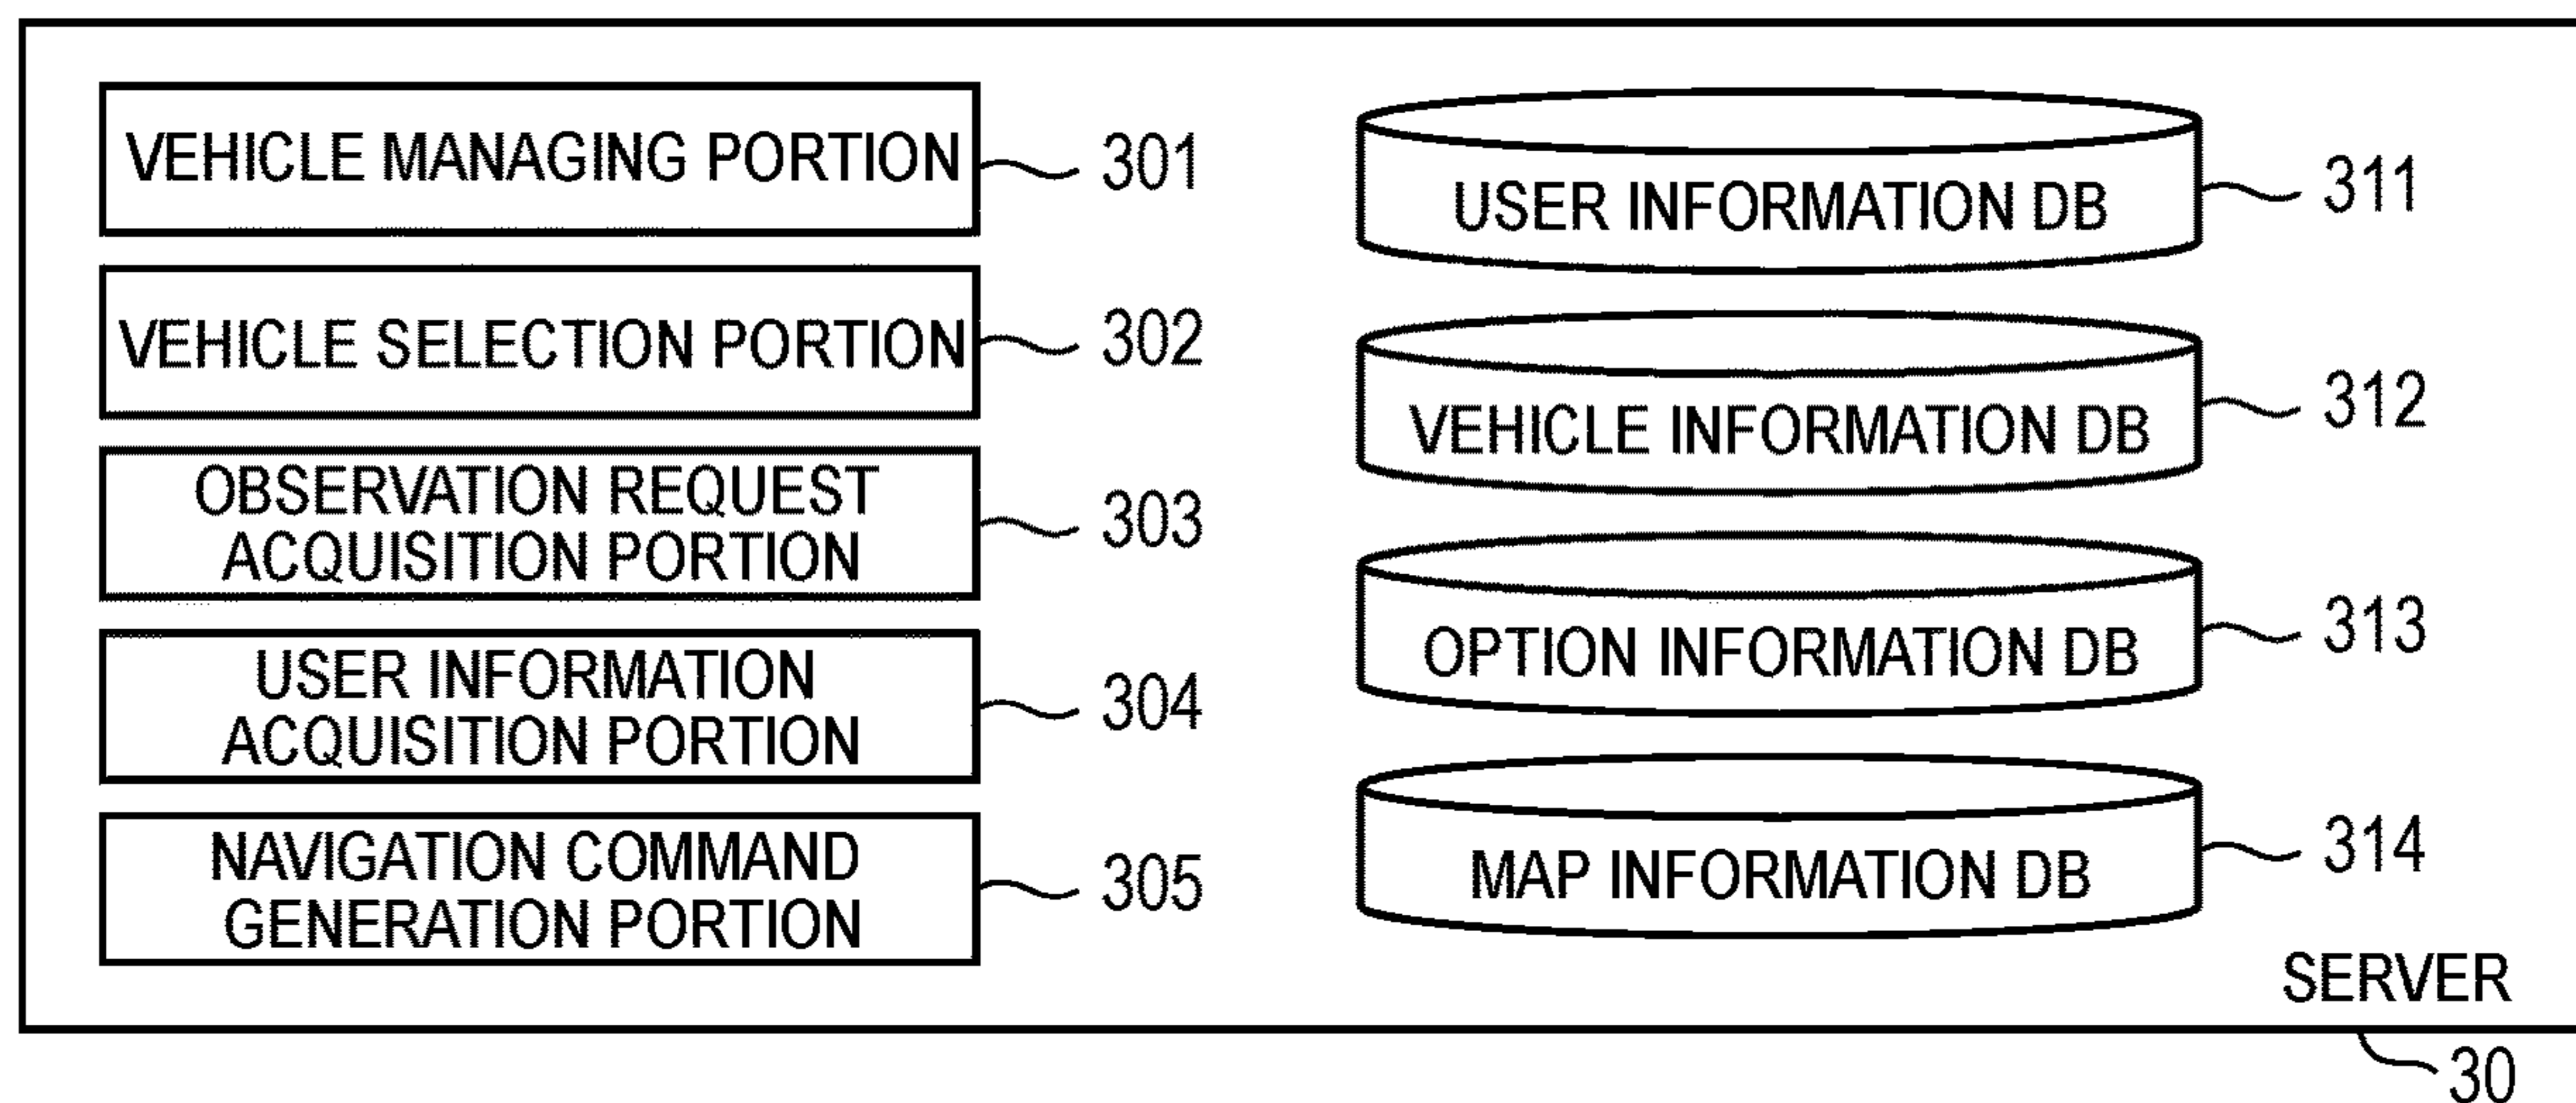 VEHICLE MANAGING PORTION
301
VEHICLE SELECTION PORTION
302
OBSERVATION REQUEST
ACQUISITION PORTION
303
USER INFORMATION
ACQUISITION PORTION
304
NAVIGATION COMMAND
GENERATION PORTION
305
USER INFORMATION DB
311
VEHICLE INFORMATION DB
312
OPTION INFORMATION DB
313
MAP INFORMATION DB
314
SERVER
30